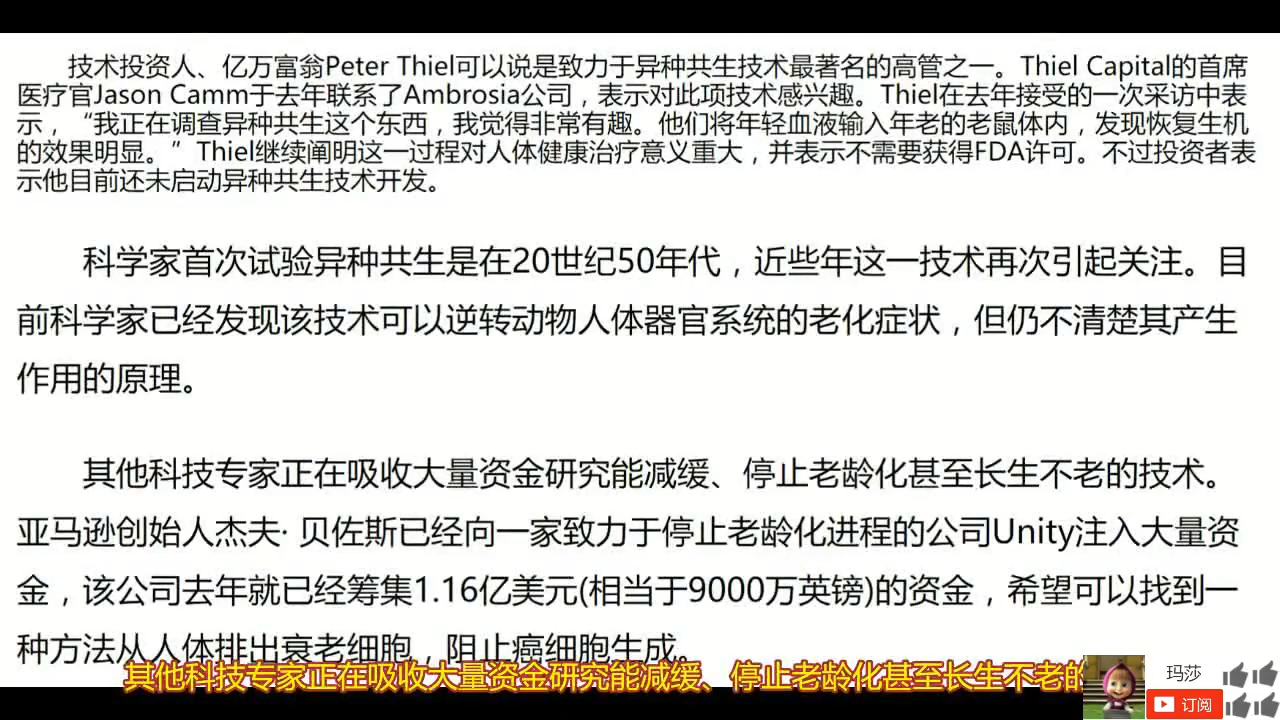 技术投资人、亿万富翁Peter Thiel可以说是致力于异种共生技术最著名的高管之一。Thiel Capital的首席
医疗官Jason Camm于去年联系了Ambrosia公司，表示对此项技术感兴趣。Thiel在去年接受的一次采访中表
示，“我正在调查异种共生这个东西，我觉得非常有趣。他们将年轻血液输入年老的老鼠体内，发现恢复生机
的效果明显。”Thiel继续阐明这一过程对人体健康治疗意义重大，并表示不需要获得FDA许可。不过投资者表
示他目前还未启动异种共生技术开发。
科学家首次试验异种共生是在20世纪50年代，近些年这一技术再次引起关注。目
前科学家已经发现该技术可以逆转动物人体器官系统的老化症状，但仍不清楚其产生
作用的原理。
其他科技专家正在吸收大量资金研究能减缓、停止老龄化甚至长生不老的技术。
亚马逊创始人杰夫· 贝佐斯已经向一家致力于停止老龄化进程的公司Unity注入大量资
金，该公司去年就已经筹集1.16亿美元(相当于9000万英镑)的资金，希望可以找到一
种方法从人体排出衰老细胞，阻止癌细胞生成。
其他科技专家正在吸收大量资金研究能减缓、停止老龄化甚至长生不老的
玛莎
订阅